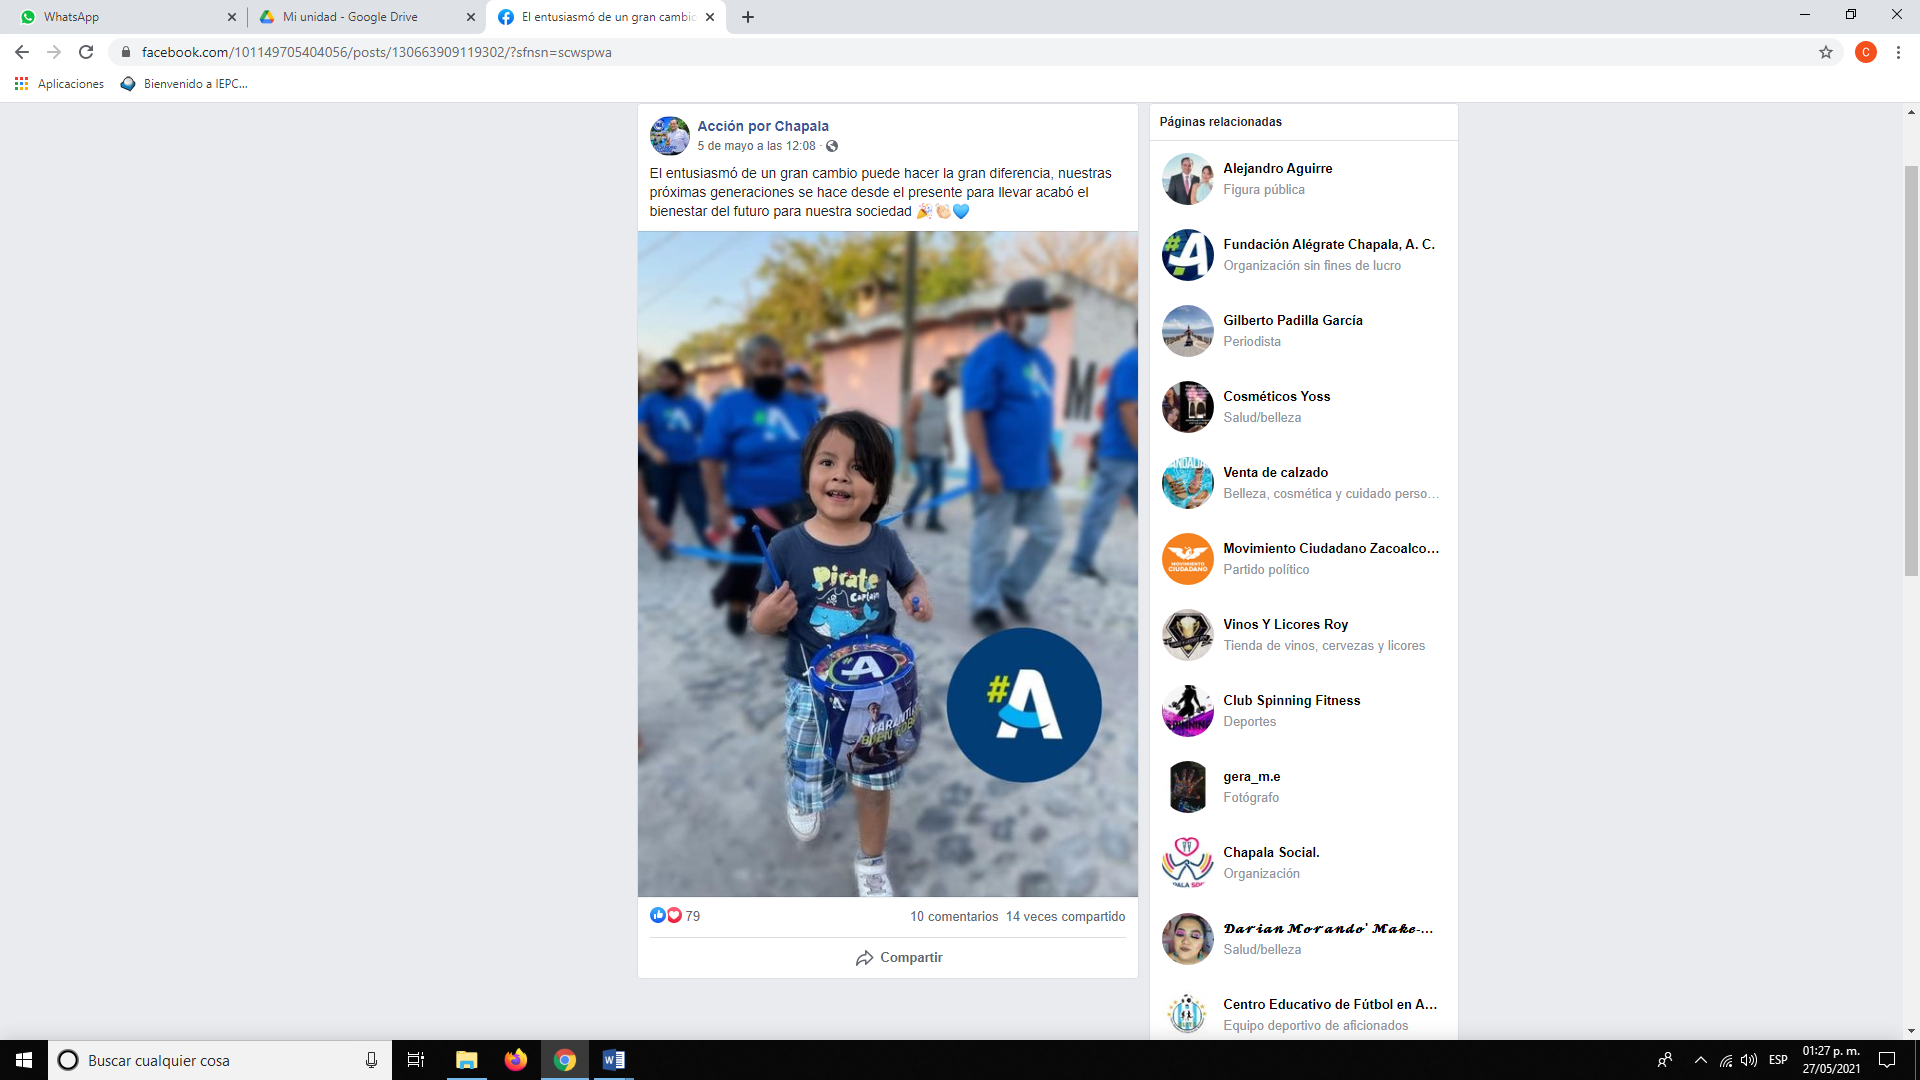 WhatsApp
Mi unidad - Google Drive
El entusiasmó de un gran cambio
facebook.com/101149705404056/posts/130663909119302/?sfnsn=scwspwa
C
Aplicaciones
Bienvenido a IEPC...
Acción por Chapala
5 de mayo a las 12:08 ·
El entusiasmó de un gran cambio puede hacer la gran diferencia, nuestras
próximas generaciones se hace desde el presente para llevar acabó el
bienestar del futuro para nuestra sociedad 🎉👏🏻💙
Pirate
Captain
#A
#A
BUEN
79
10 comentarios 14 veces compartido
Compartir
Páginas relacionadas
Alejandro Aguirre
Figura pública
#A
Fundación Alégrate Chapala, A. C.
Organización sin fines de lucro
Gilberto Padilla García
Periodista
Cosméticos Yoss
Salud/belleza
Venta de calzado
Belleza, cosmética y cuidado perso...
MOVIMIENTO
CIUDADANO
Movimiento Ciudadano Zacoalco...
Partido político
Vinos Y Licores Roy
Tienda de vinos, cervezas y licores
SPINNING
Club Spinning Fitness
Deportes
gera_m.e
Fotógrafo
Chapala Social.
Organización
𝓓𝓪𝓻𝓲𝓪𝓷 𝓜𝓸𝓻𝓪𝓷𝓭𝓸' 𝓜𝓪𝓴𝓮-...
Salud/belleza
Centro Educativo de Fútbol en A...
Equipo deportivo de aficionados
Buscar cualquier cosa
ESP
01:27 p. m.
27/05/2021